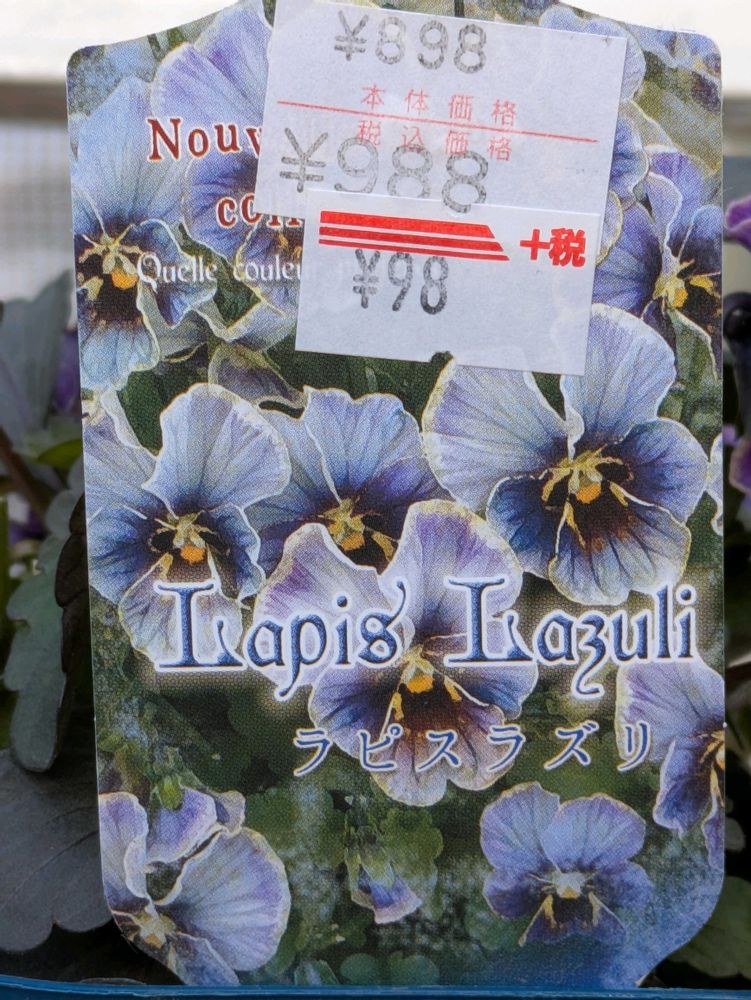 ¥898
本体価格
税込価格
¥988
+税
¥98
Nouv
co
Quelle couleu
Lapis Lazuli
ラピスラズリ